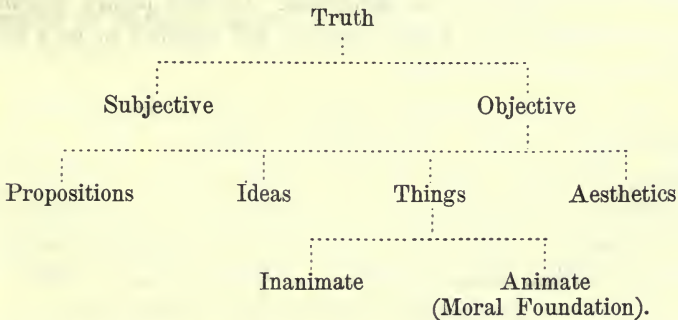 Truth
Subjective Objective
Propositions Ideas Things Aesthetics
Inanimate Animate
(Moral Foundation).